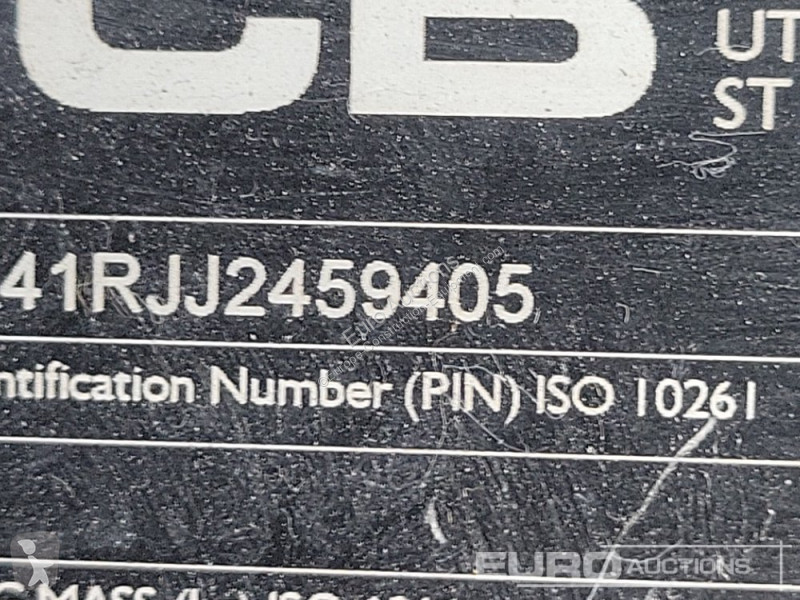 CB
UT
ST
41RJJ2459405
ntification Number (PIN) ISO 10261
EURO AUCTIONS